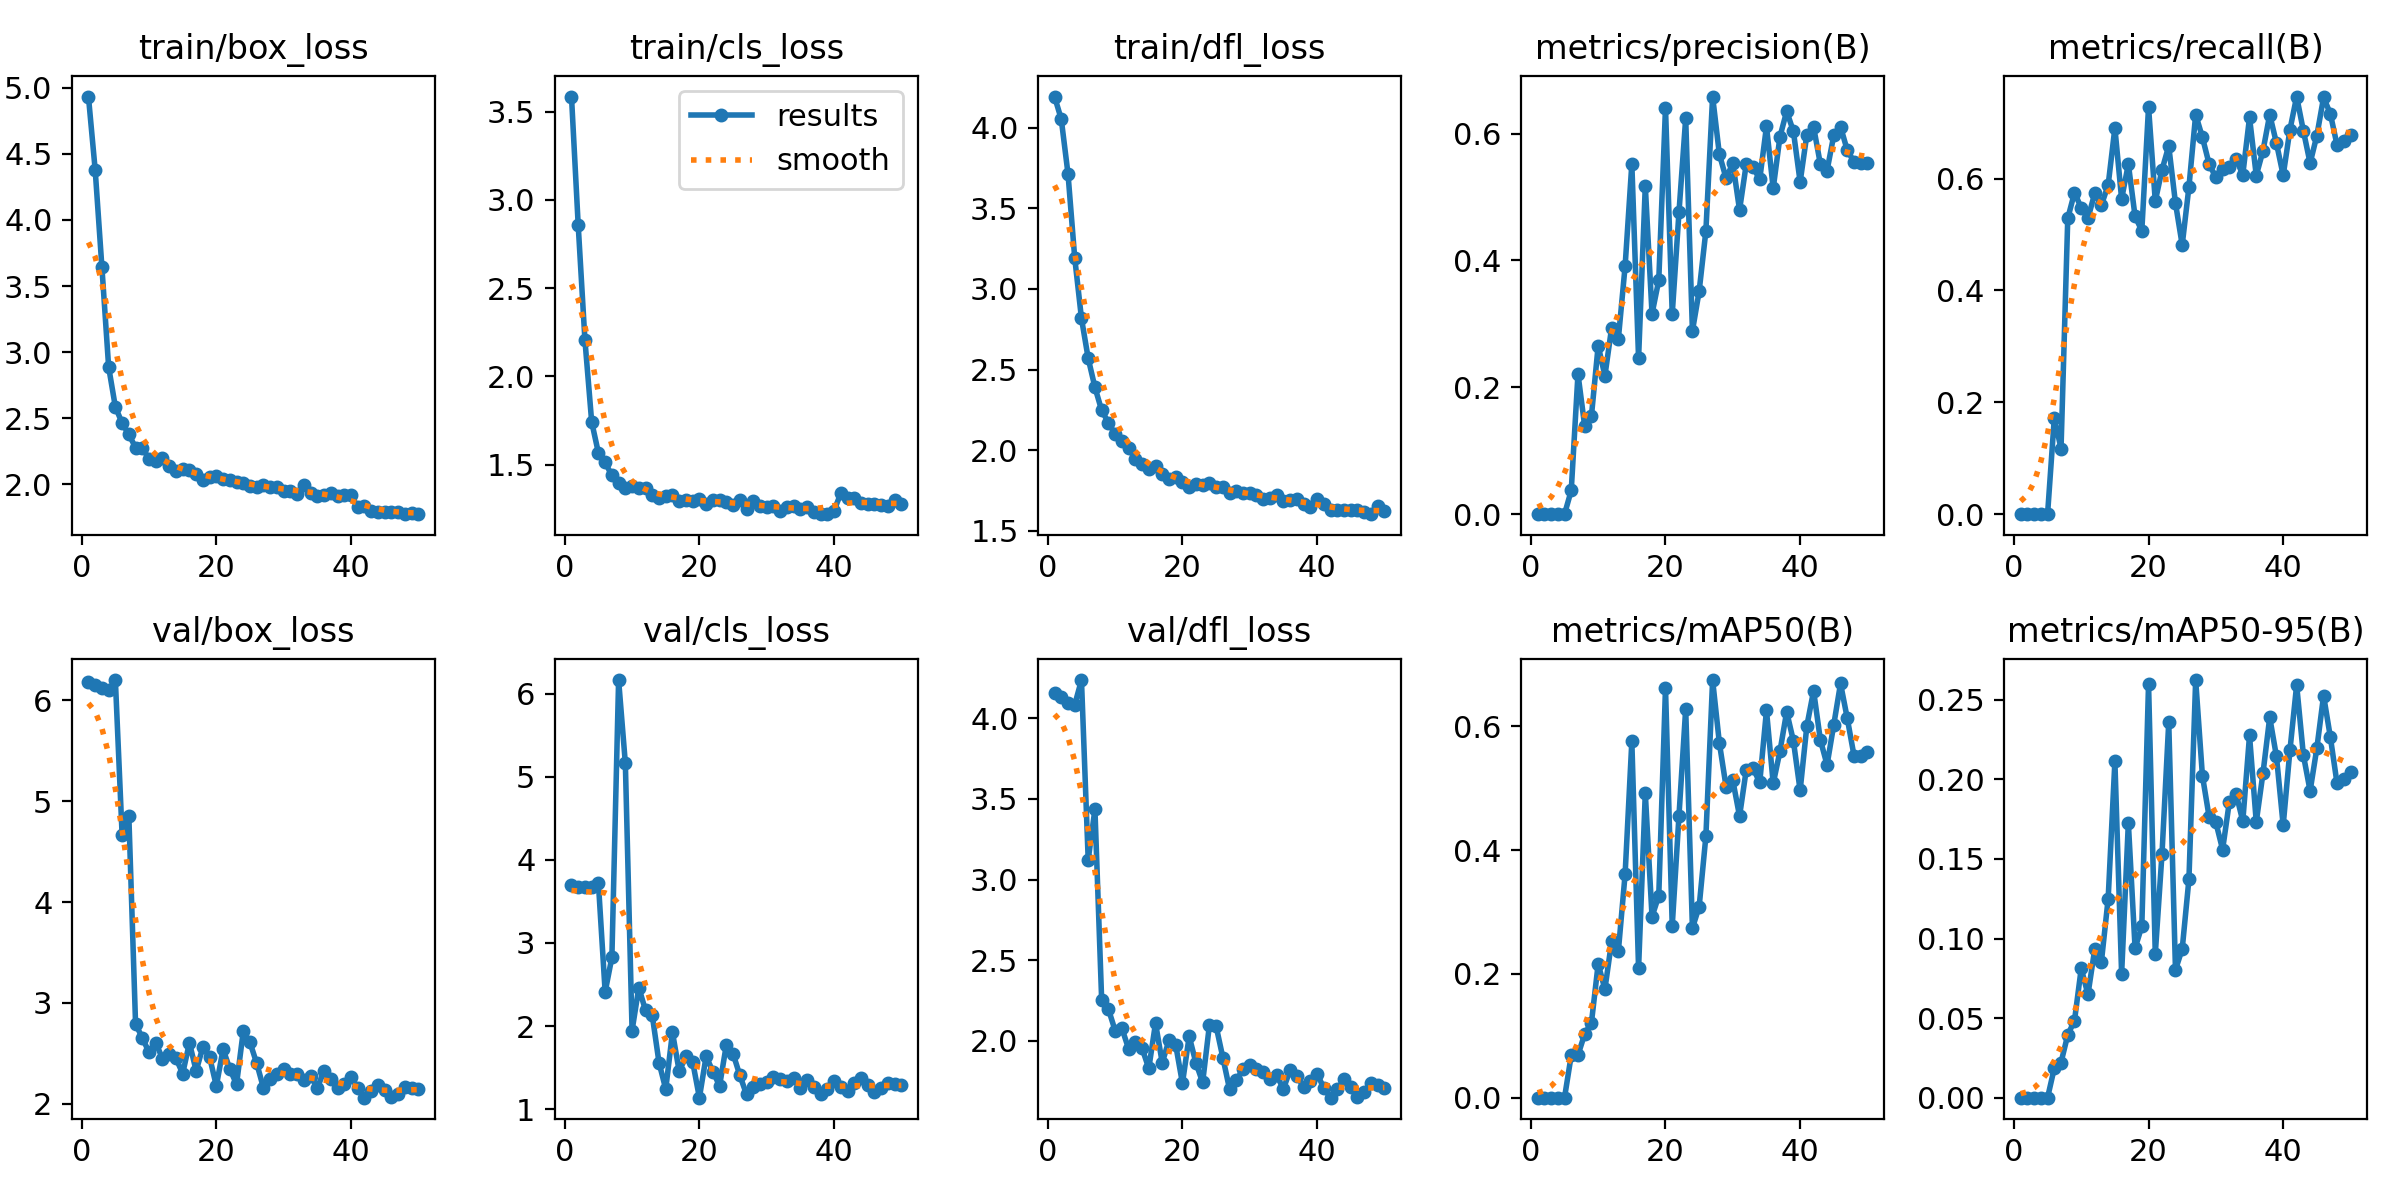 train/box_loss
5.0
4.5
4.0
3.5
3.0
2.5
2.0
0 20 40
train/cls_loss
results
smooth
3.5
3.0
2.5
2.0
1.5
0 20 40
train/dfl_loss
4.0
3.5
3.0
2.5
2.0
1.5
0 20 40
metrics/precision(B)
0.6
0.4
0.2
0.0
0 20 40
metrics/recall(B)
0.6
0.4
0.2
0.0
0 20 40
val/box_loss
6
5
4
3
2
0 20 40
val/cls_loss
6
5
4
3
2
1
0 20 40
val/dfl_loss
4.0
3.5
3.0
2.5
2.0
0 20 40
metrics/mAP50(B)
0.6
0.4
0.2
0.0
0 20 40
metrics/mAP50-95(B)
0.25
0.20
0.15
0.10
0.05
0.00
0 20 40